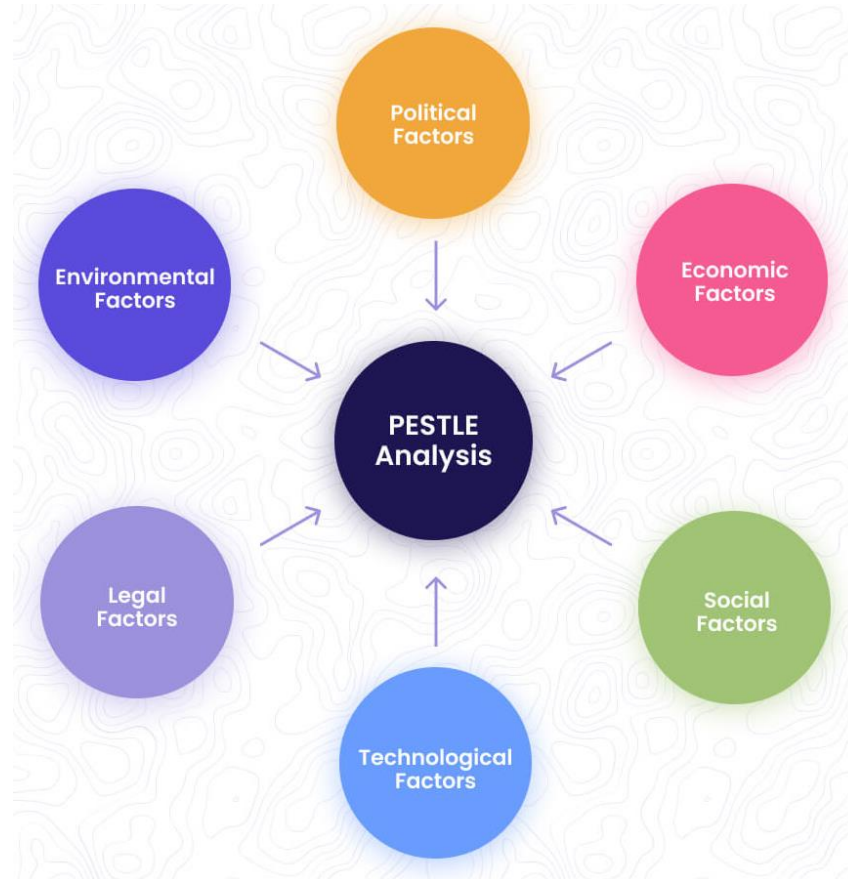 Political
Factors
Environmental
Factors
Economic
Factors
PESTLE
Analysis
Legal
Factors
Social
Factors
Technological
Factors